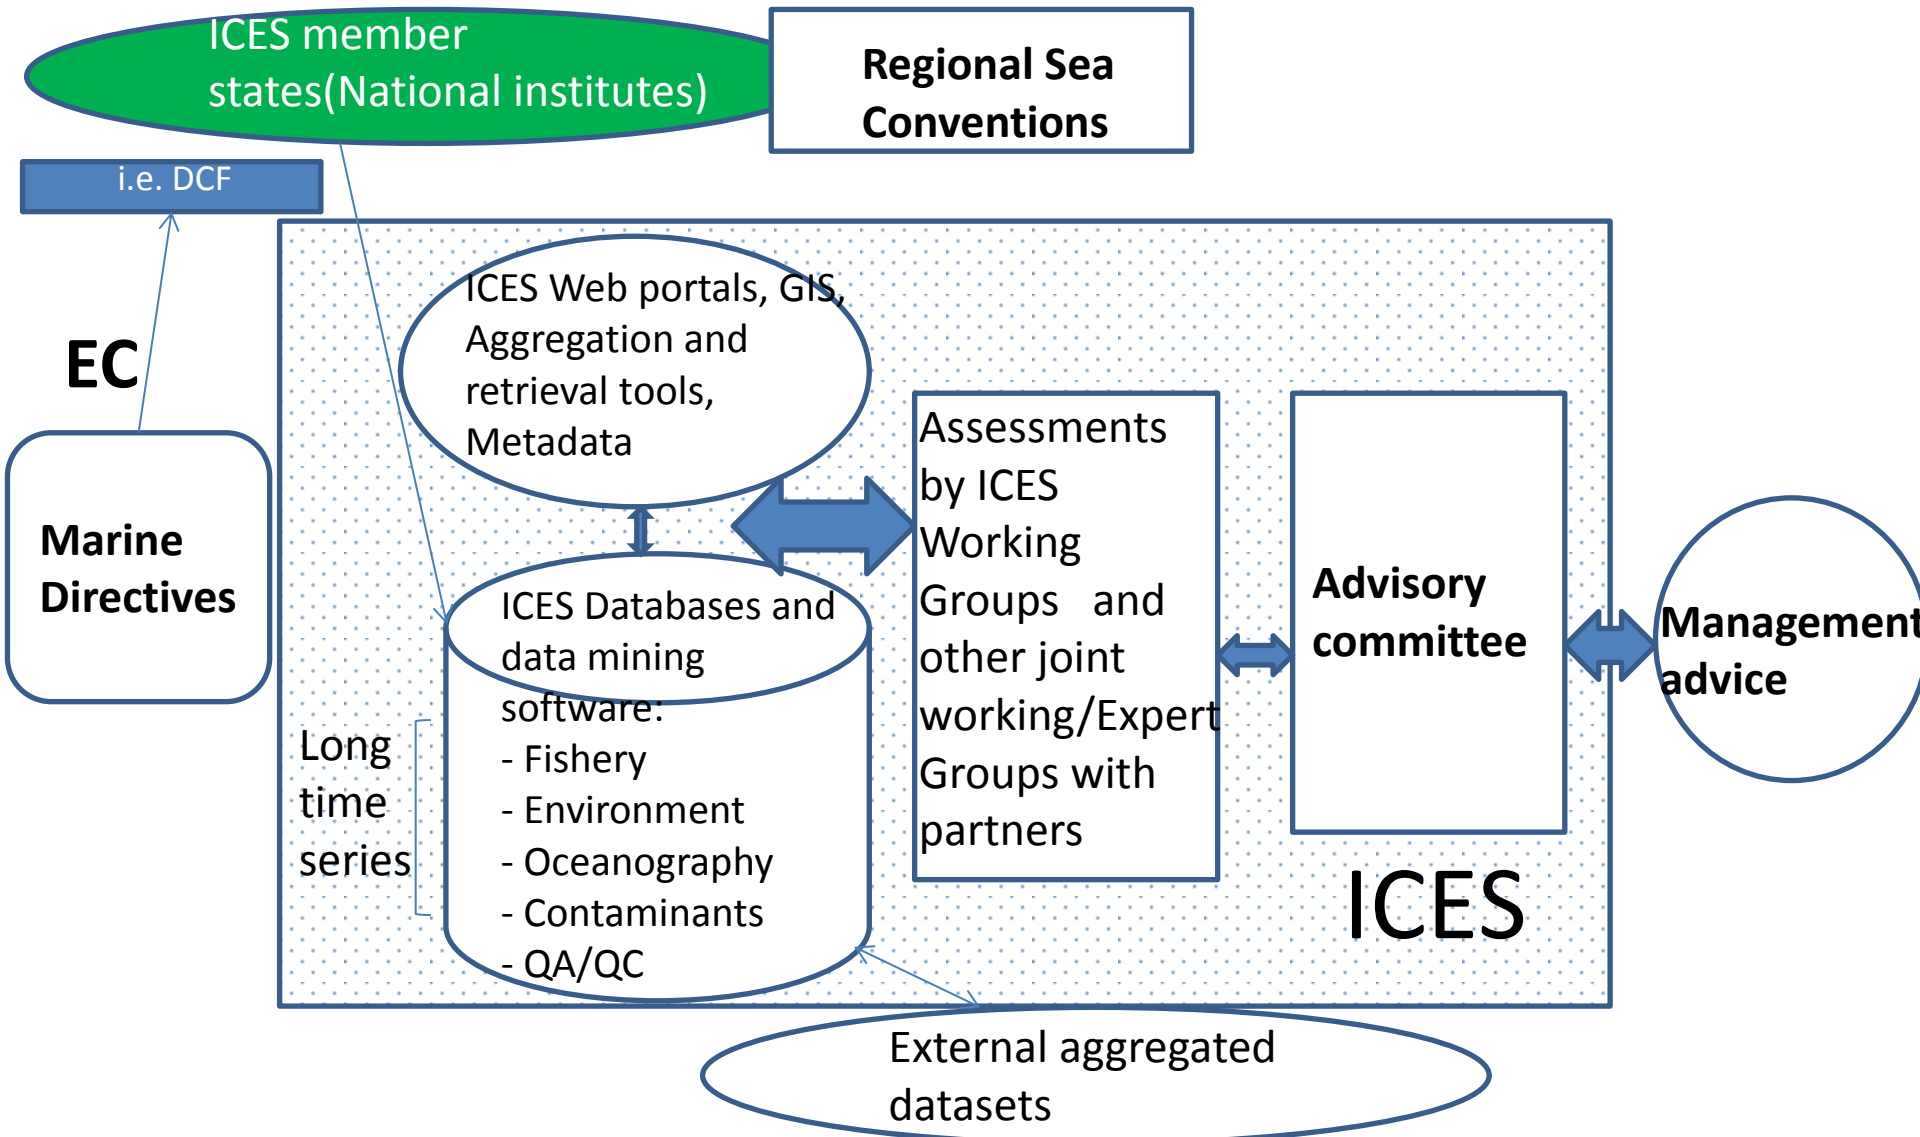 ICES member
states(National institutes)
Regional Sea
Conventions
i.e. DCF
EC
Marine
Directives
ICES Web portals, GIS,
Aggregation and
retrieval tools,
Metadata
ICES Databases and
data mining
software:
- Fishery
- Environment
- Oceanography
- Contaminants
- QA/QC
Long
time
series
Assessments
by ICES
Working
Groups and
other joint
working/Expert
Groups with
partners
Advisory
committee
ICES
Management
advice
External aggregated
datasets